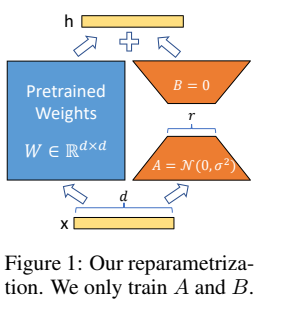 h
Pretrained
Weights
W ∈ ℝ^{d×d}
B = 0
r
A = 𝒩(0, σ²)
d
x
Figure 1: Our reparametriza-
tion. We only train A and B.